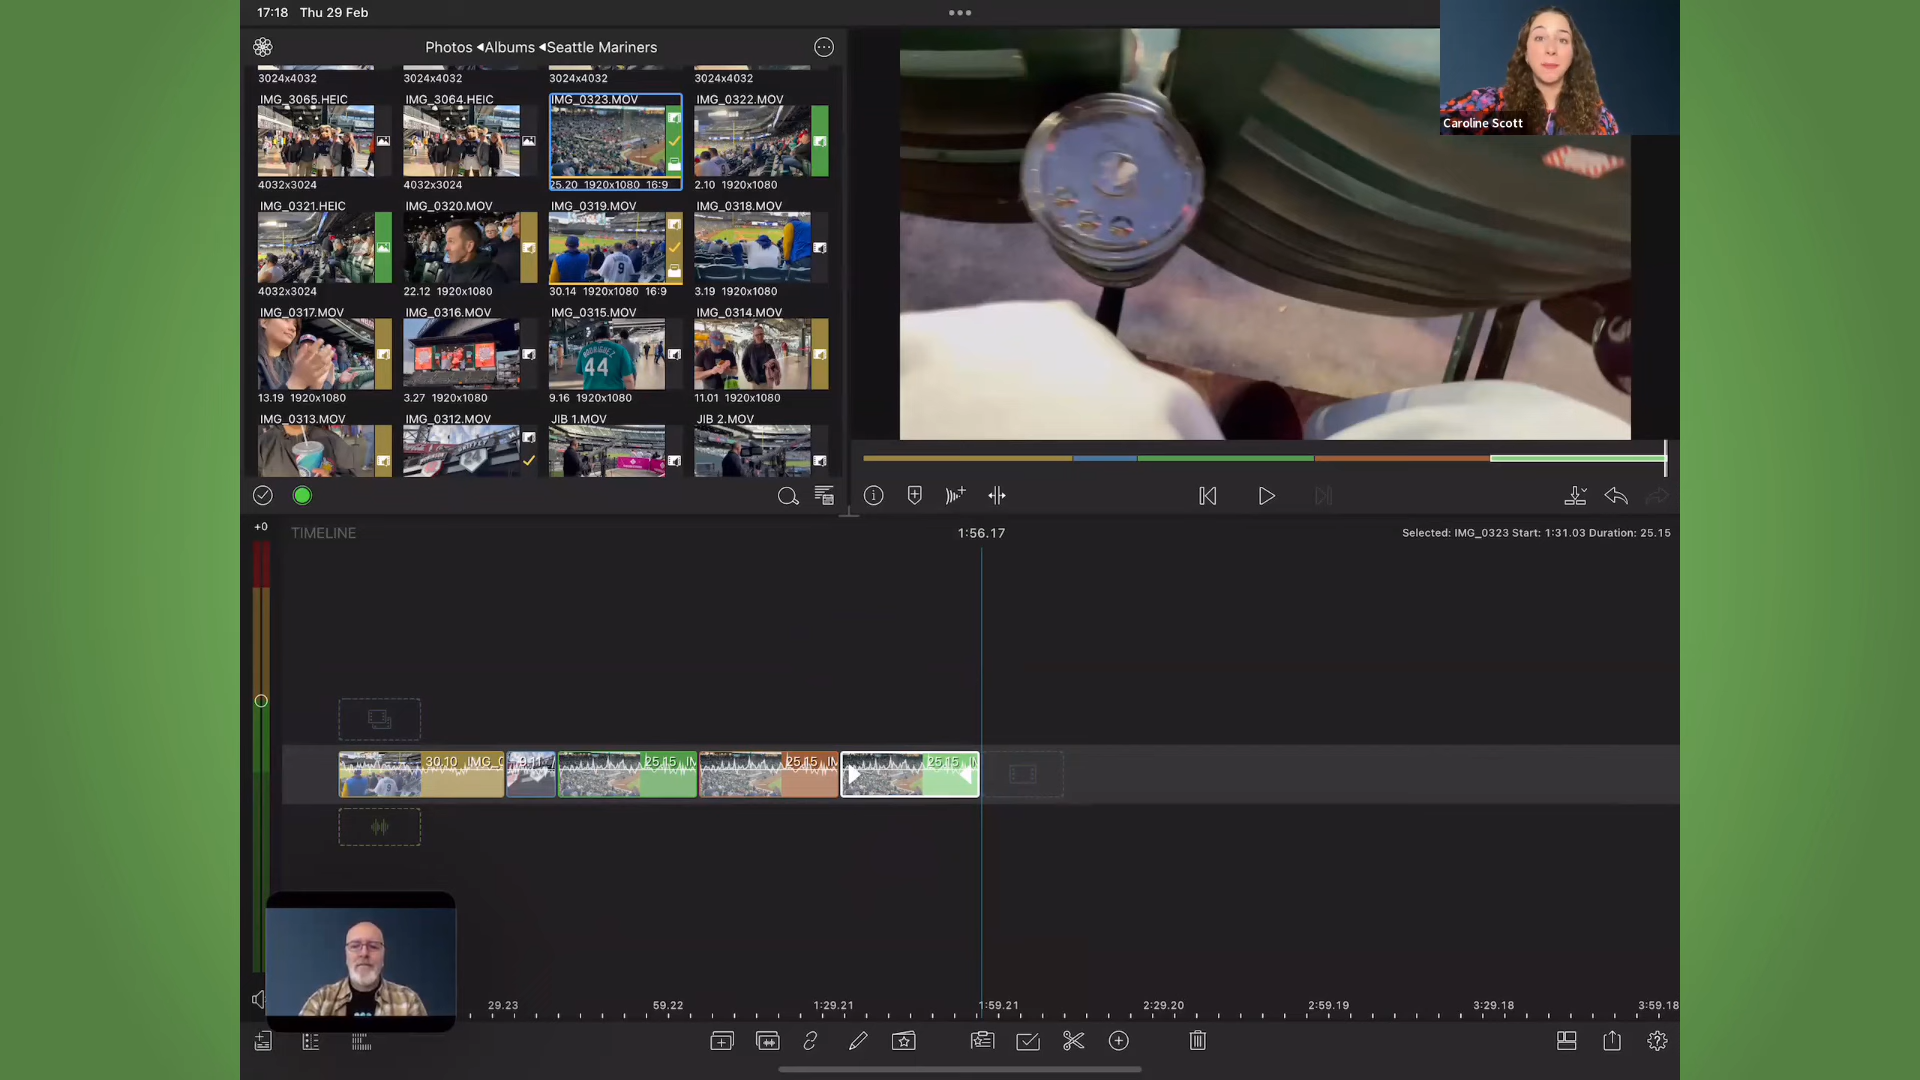 17:18 Thu 29 Feb
Photos ◀Albums ◀Seattle Mariners
3024x4032 3024x4032 3024x4032 3024x4032
IMG_3065.HEIC IMG_3064.HEIC IMG_0323.MOV IMG_0322.MOV
4032x3024 4032x3024 25.20 1920x1080 16:9 2.10 1920x1080
IMG_0321.HEIC IMG_0320.MOV IMG_0319.MOV IMG_0318.MOV
9
4032x3024 22.12 1920x1080 30.14 1920x1080 16:9 3.19 1920x1080
IMG_0317.MOV IMG_0316.MOV IMG_0315.MOV IMG_0314.MOV
44
13.19 1920x1080 3.27 1920x1080 9.16 1920x1080 11.01 1920x1080
IMG_0313.MOV IMG_0312.MOV JIB 1.MOV JIB 2.MOV
Caroline Scott
+0
TIMELINE
1:56.17
Selected: IMG_0323 Start: 1:31.03 Duration: 25.15
30.10 IMG_0 9.11 25.15 IM 25.15 IM 25.15
29.23 59.22 1:29.21 1:59.21 2:29.20 2:59.19 3:29.18 3:59.18